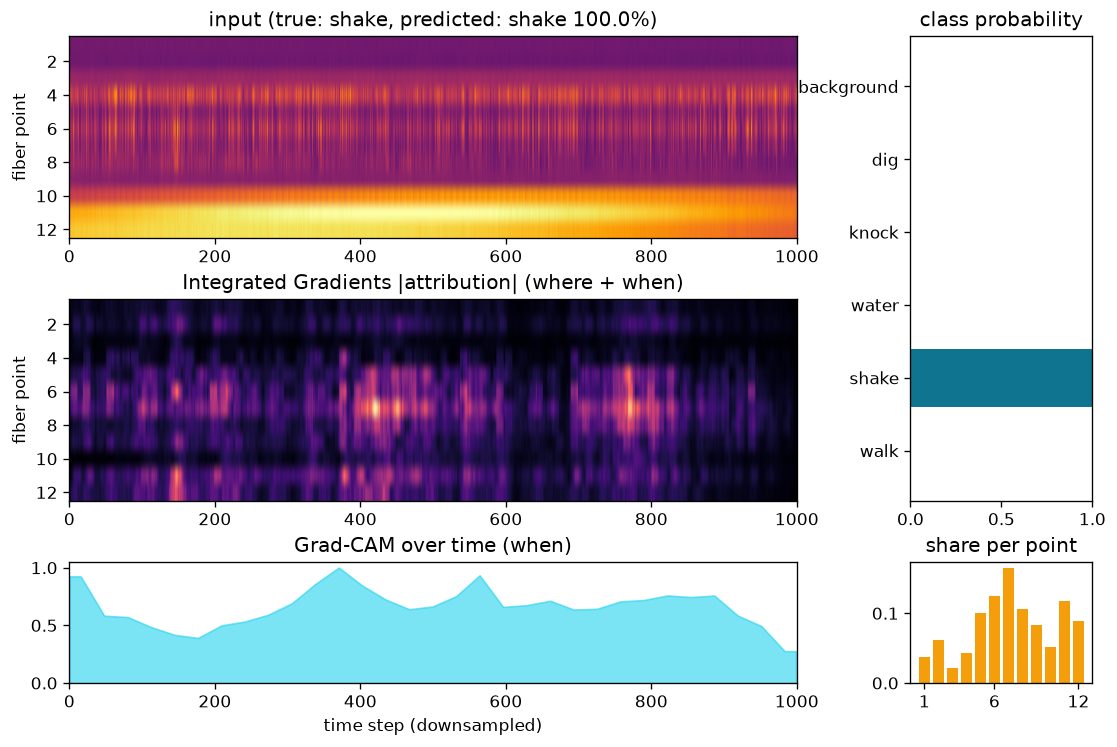 input (true: shake, predicted: shake 100.0%)
fiber point
2
4
6
8
10
12
0 200 400 600 800 1000
class probability
background
dig
knock
water
shake
walk
0.0 0.5 1.0
Integrated Gradients |attribution| (where + when)
fiber point
2
4
6
8
10
12
0 200 400 600 800 1000
Grad-CAM over time (when)
1.0
0.5
0.0
0 200 400 600 800 1000
time step (downsampled)
share per point
0.1
0.0
1 6 12